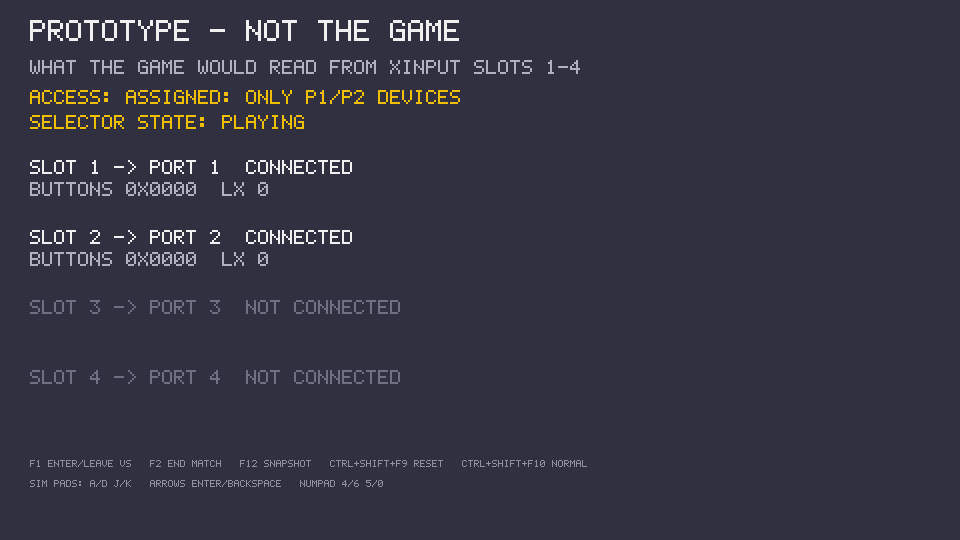 PROTOTYPE - NOT THE GAME
WHAT THE GAME WOULD READ FROM XINPUT SLOTS 1-4
ACCESS: ASSIGNED: ONLY P1/P2 DEVICES
SELECTOR STATE: PLAYING
SLOT 1 -> PORT 1  CONNECTED
BUTTONS 0X0000  LX 0
SLOT 2 -> PORT 2  CONNECTED
BUTTONS 0X0000  LX 0
SLOT 3 -> PORT 3  NOT CONNECTED
SLOT 4 -> PORT 4  NOT CONNECTED
F1 ENTER/LEAVE VS   F2 END MATCH   F12 SNAPSHOT   CTRL+SHIFT+F9 RESET   CTRL+SHIFT+F10 NORMAL
SIM PADS: A/D J/K   ARROWS ENTER/BACKSPACE   NUMPAD 4/6 5/0